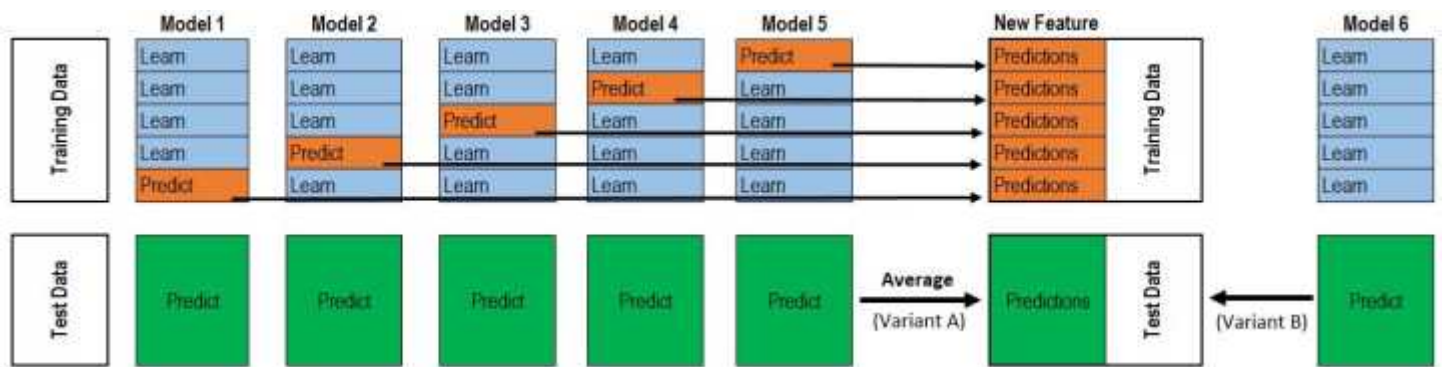 Model 1 Model 2 Model 3 Model 4 Model 5 New Feature Model 6
Training Data
Learn Learn Learn Learn Predict Predictions Learn
Learn Learn Learn Predict Learn Predictions Learn
Learn Learn Predict Learn Learn Predictions Learn
Learn Predict Learn Learn Learn Predictions Learn
Predict Learn Learn Learn Learn Predictions Learn
Training Data
Test Data
Predict Predict Predict Predict Predict
Average
(Variant A)
Predictions
Test Data
(Variant B)
Predict